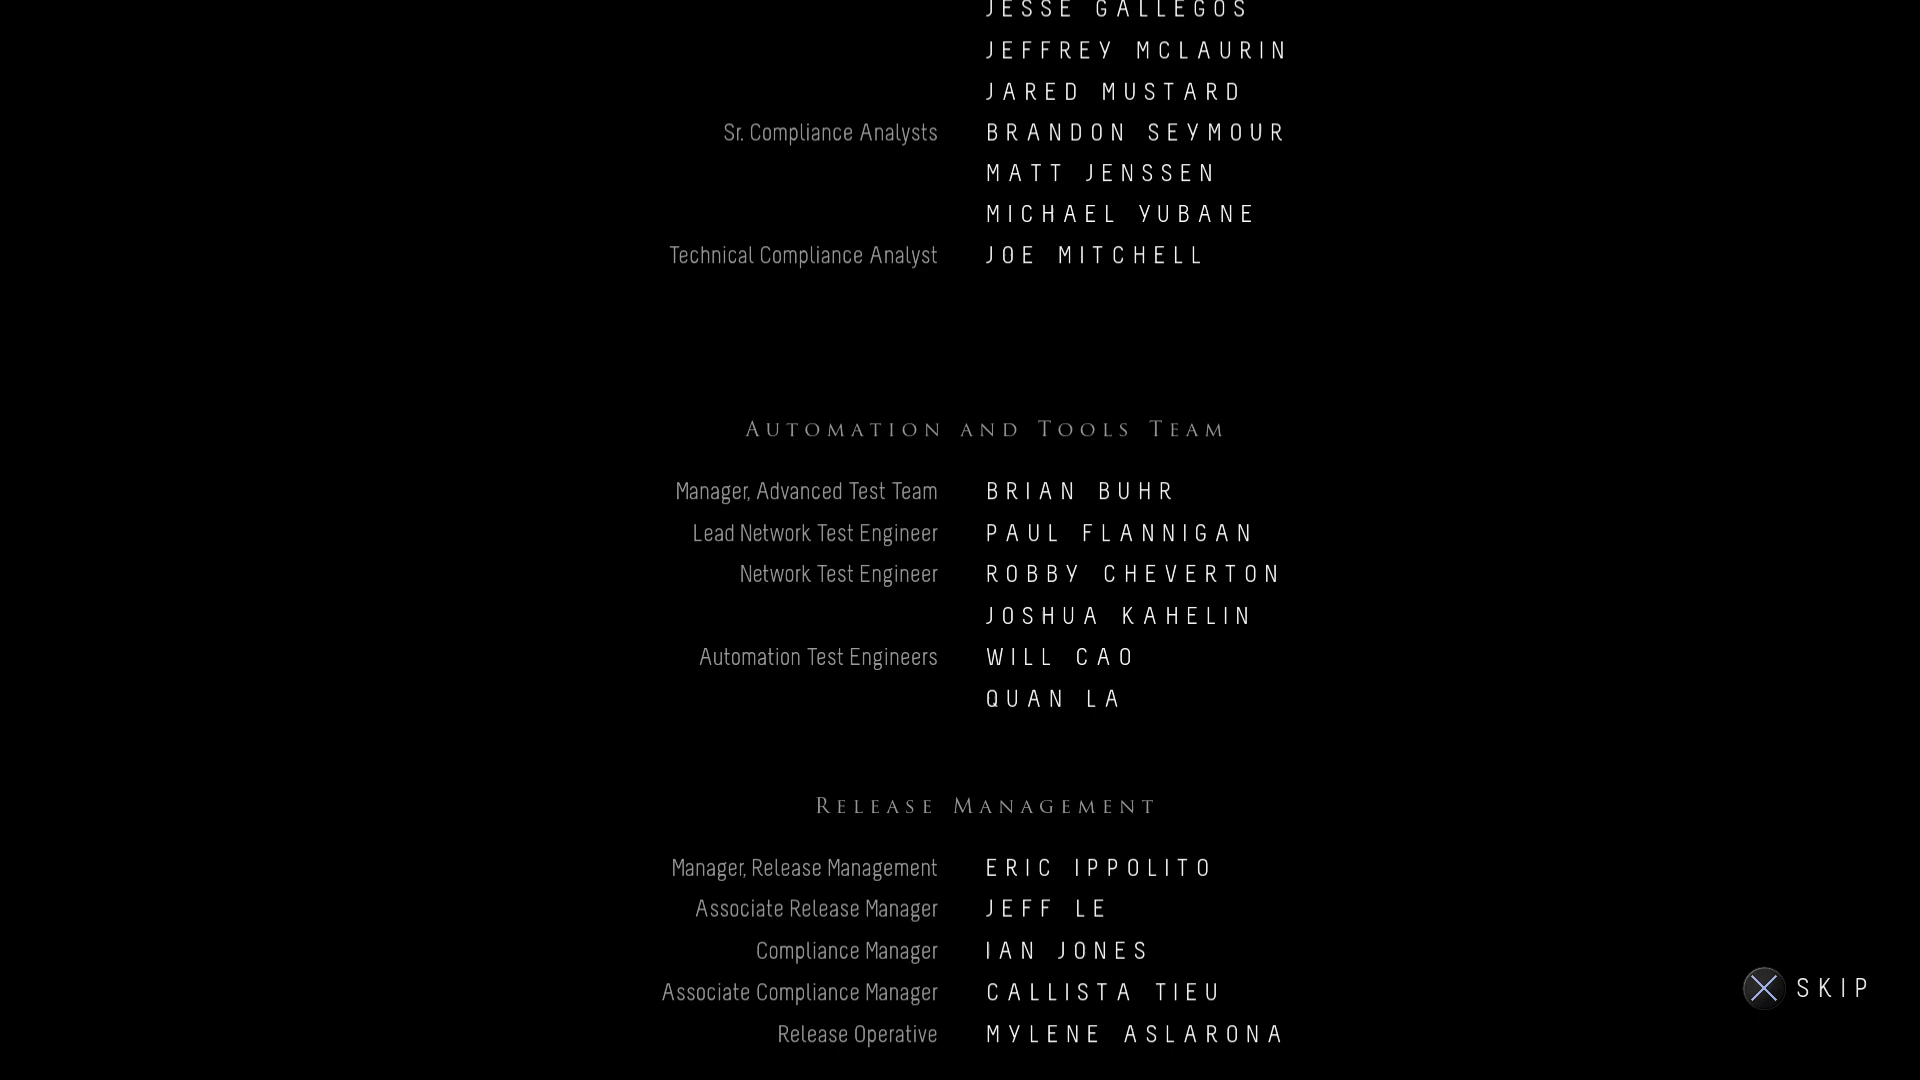 JESSE GALLEGOS
JEFFREY MCLAURIN
JARED MUSTARD
Sr. Compliance Analysts BRANDON SEYMOUR
MATT JENSSEN
MICHAEL YUBANE
Technical Compliance Analyst JOE MITCHELL
AUTOMATION AND TOOLS TEAM
Manager, Advanced Test Team BRIAN BUHR
Lead Network Test Engineer PAUL FLANNIGAN
Network Test Engineer ROBBY CHEVERTON
JOSHUA KAHELIN
Automation Test Engineers WILL CAO
QUAN LA
RELEASE MANAGEMENT
Manager, Release Management ERIC IPPOLITO
Associate Release Manager JEFF LE
Compliance Manager IAN JONES
Associate Compliance Manager CALLISTA TIEU
SKIP
Release Operative MYLENE ASLARONA